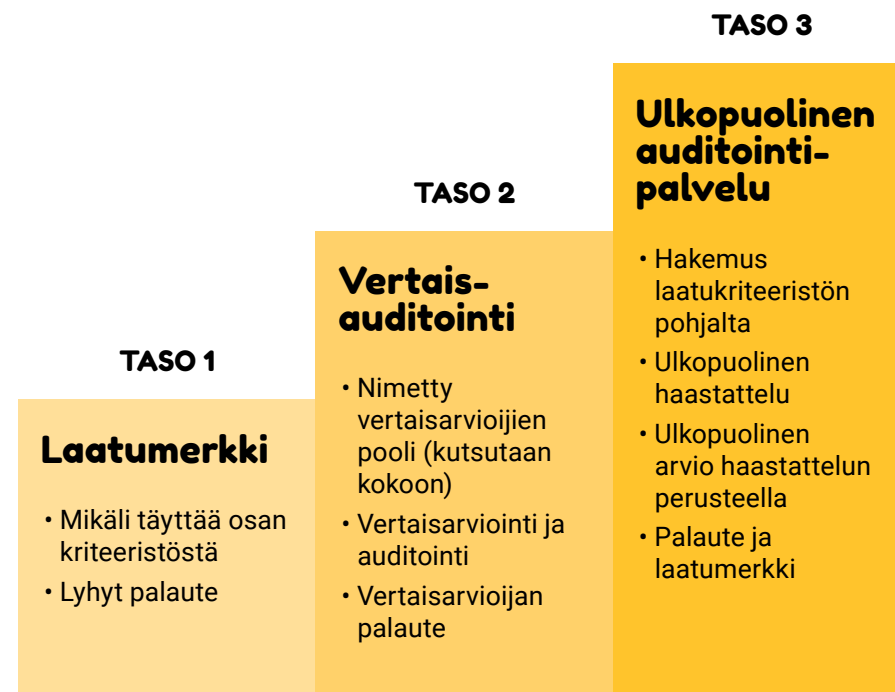 TASO 1
Laatumerkki
• Mikäli täyttää osan
kriteeristöstä
• Lyhyt palaute
TASO 2
Vertais-
auditointi
• Nimetty
vertaisarvioijien
pooli (kutsutaan
kokoon)
• Vertaisarviointi ja
auditointi
• Vertaisarvioijan
palaute
TASO 3
Ulkopuolinen
auditointi-
palvelu
• Hakemus
laatukriteeristön
pohjalta
• Ulkopuolinen
haastattelu
• Ulkopuolinen
arvio haastattelun
perusteella
• Palaute ja
laatumerkki